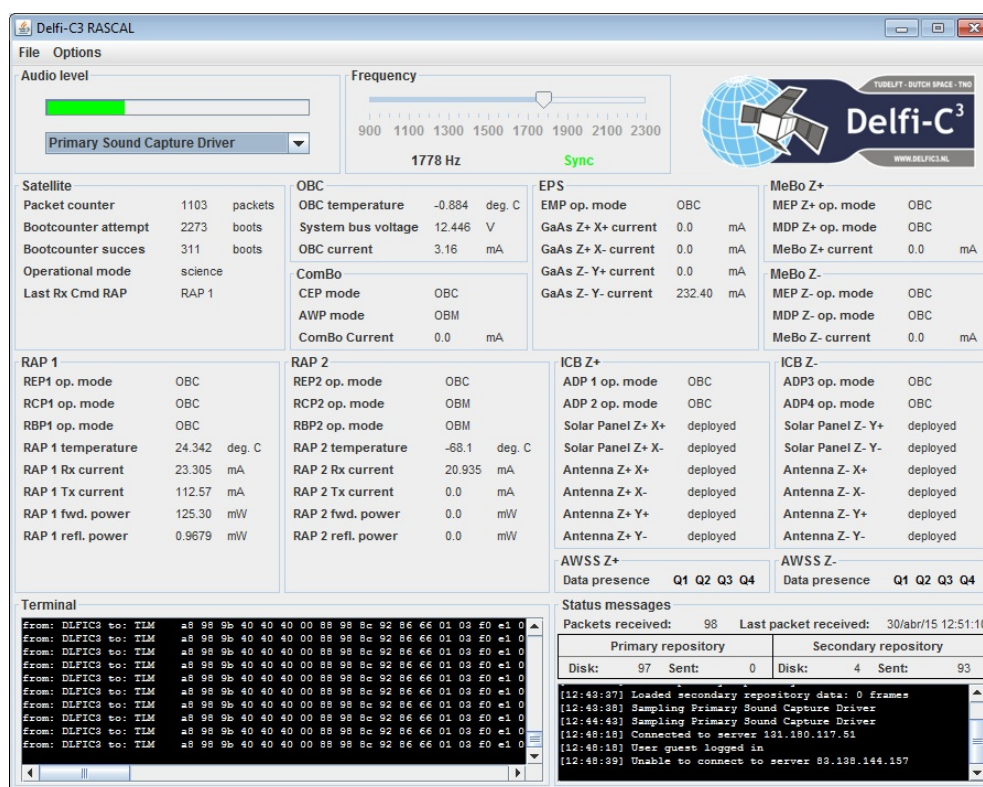 Delfi-C3 RASCAL
File Options
Audio level
Primary Sound Capture Driver
Frequency
900 1100 1300 1500 1700 1900 2100 2300
1778 Hz Sync
TUDELFT - DUTCH SPACE - TNO
Delfi-C3
WWW.DELFIC3.NL
Satellite
Packet counter 1103 packets
Bootcounter attempt 2273 boots
Bootcounter succes 311 boots
Operational mode science
Last Rx Cmd RAP RAP 1
OBC
OBC temperature -0.884 deg. C
System bus voltage 12.446 V
OBC current 3.16 mA
ComBo
CEP mode OBC
AWP mode OBM
ComBo Current 0.0 mA
EPS
EMP op. mode OBC
GaAs Z+ X+ current 0.0 mA
GaAs Z+ X- current 0.0 mA
GaAs Z- Y+ current 0.0 mA
GaAs Z- Y- current 232.40 mA
MeBo Z+
MEP Z+ op. mode OBC
MDP Z+ op. mode OBC
MeBo Z+ current 0.0 mA
MeBo Z-
MEP Z- op. mode OBC
MDP Z- op. mode OBC
MeBo Z- current 0.0 mA
RAP 1
REP1 op. mode OBC
RCP1 op. mode OBC
RBP1 op. mode OBC
RAP 1 temperature 24.342 deg. C
RAP 1 Rx current 23.305 mA
RAP 1 Tx current 112.57 mA
RAP 1 fwd. power 125.30 mW
RAP 1 refl. power 0.9679 mW
RAP 2
REP2 op. mode OBC
RCP2 op. mode OBM
RBP2 op. mode OBM
RAP 2 temperature -68.1 deg. C
RAP 2 Rx current 20.935 mA
RAP 2 Tx current 0.0 mA
RAP 2 fwd. power 0.0 mW
RAP 2 refl. power 0.0 mW
ICB Z+
ADP 1 op. mode OBC
ADP 2 op. mode OBC
Solar Panel Z+ X+ deployed
Solar Panel Z+ X- deployed
Antenna Z+ X+ deployed
Antenna Z+ X- deployed
Antenna Z+ Y+ deployed
Antenna Z+ Y- deployed
ICB Z-
ADP3 op. mode OBC
ADP4 op. mode OBC
Solar Panel Z- Y+ deployed
Solar Panel Z- Y- deployed
Antenna Z- X+ deployed
Antenna Z- X- deployed
Antenna Z- Y+ deployed
Antenna Z- Y- deployed
AWSS Z+
Data presence Q1 Q2 Q3 Q4
AWSS Z-
Data presence Q1 Q2 Q3 Q4
Terminal
from: DLFIC3 to: TLM a8 98 9b 40 40 40 00 88 98 8c 92 86 66 01 03 f0 e1 0
from: DLFIC3 to: TLM a8 98 9b 40 40 40 00 88 98 8c 92 86 66 01 03 f0 e1 0
from: DLFIC3 to: TLM a8 98 9b 40 40 40 00 88 98 8c 92 86 66 01 03 f0 e1 0
from: DLFIC3 to: TLM a8 98 9b 40 40 40 00 88 98 8c 92 86 66 01 03 f0 e1 0
from: DLFIC3 to: TLM a8 98 9b 40 40 40 00 88 98 8c 92 86 66 01 03 f0 e1 0
from: DLFIC3 to: TLM a8 98 9b 40 40 40 00 88 98 8c 92 86 66 01 03 f0 e1 0
from: DLFIC3 to: TLM a8 98 9b 40 40 40 00 88 98 8c 92 86 66 01 03 f0 e1 0
from: DLFIC3 to: TLM a8 98 9b 40 40 40 00 88 98 8c 92 86 66 01 03 f0 e1 0
from: DLFIC3 to: TLM a8 98 9b 40 40 40 00 88 98 8c 92 86 66 01 03 f0 e1 0
from: DLFIC3 to: TLM a8 98 9b 40 40 40 00 88 98 8c 92 86 66 01 03 f0 e1 0
Status messages
Packets received: 98 Last packet received: 30/abr/15 12:51:10
Primary repository Secondary repository
Disk: 97 Sent: 0 Disk: 4 Sent: 93
[12:43:37] Loaded secondary repository data: 0 frames
[12:43:38] Sampling Primary Sound Capture Driver
[12:44:43] Sampling Primary Sound Capture Driver
[12:48:18] Connected to server 131.180.117.51
[12:48:18] User guest logged in
[12:48:39] Unable to connect to server 83.138.144.157